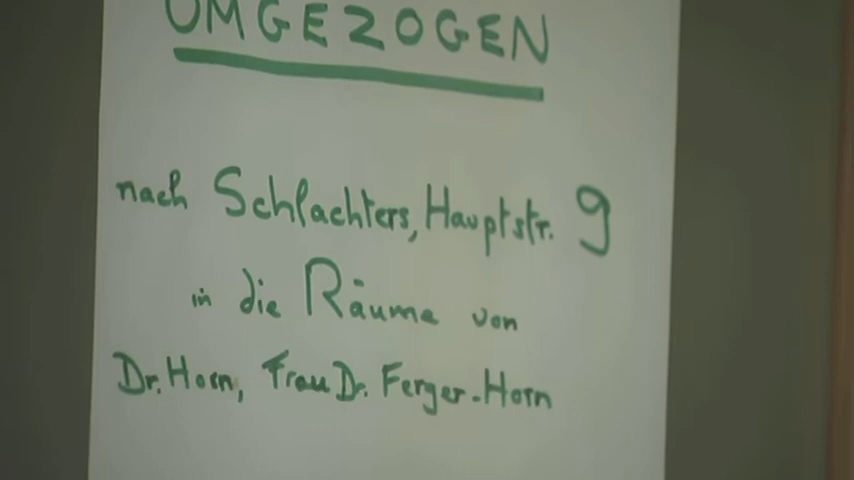 UMGEZOGEN
nach Schlachters, Hauptstr. 9
in die Räume von
Dr. Horn, Frau Dr. Ferger-Horn